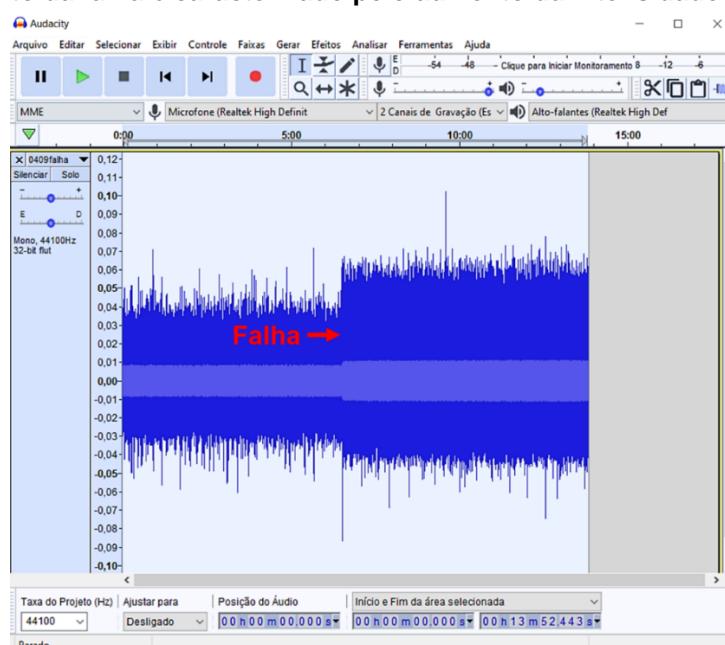 Audacity
Arquivo Editar Selecionar Exibir Controle Faixas Gerar Efeitos Analisar Ferramentas Ajuda
E
D
-54 -48 - Clique para Iniciar Monitoramento 8 -12 -6
MME Microfone (Realtek High Definit 2 Canais de Gravação (Es Alto-falantes (Realtek High Def
0:00 5:00 10:00 15:00
0409falha
Silenciar Solo
- +
E D
Mono, 44100Hz
32-bit flut
0,12
0,11
0,10
0,09
0,08
0,07
0,06
0,05
0,04
0,03
0,02
0,01
0,00
-0,01
-0,02
-0,03
-0,04
-0,05
-0,06
-0,07
-0,08
-0,09
-0,10
Falha
Taxa do Projeto (Hz) Ajustar para Posição do Áudio Início e Fim da área selecionada
44100 Desligado 00 h 00 m 00,000 s 00 h 00 m 00,000 s 00 h 13 m 52,443 s